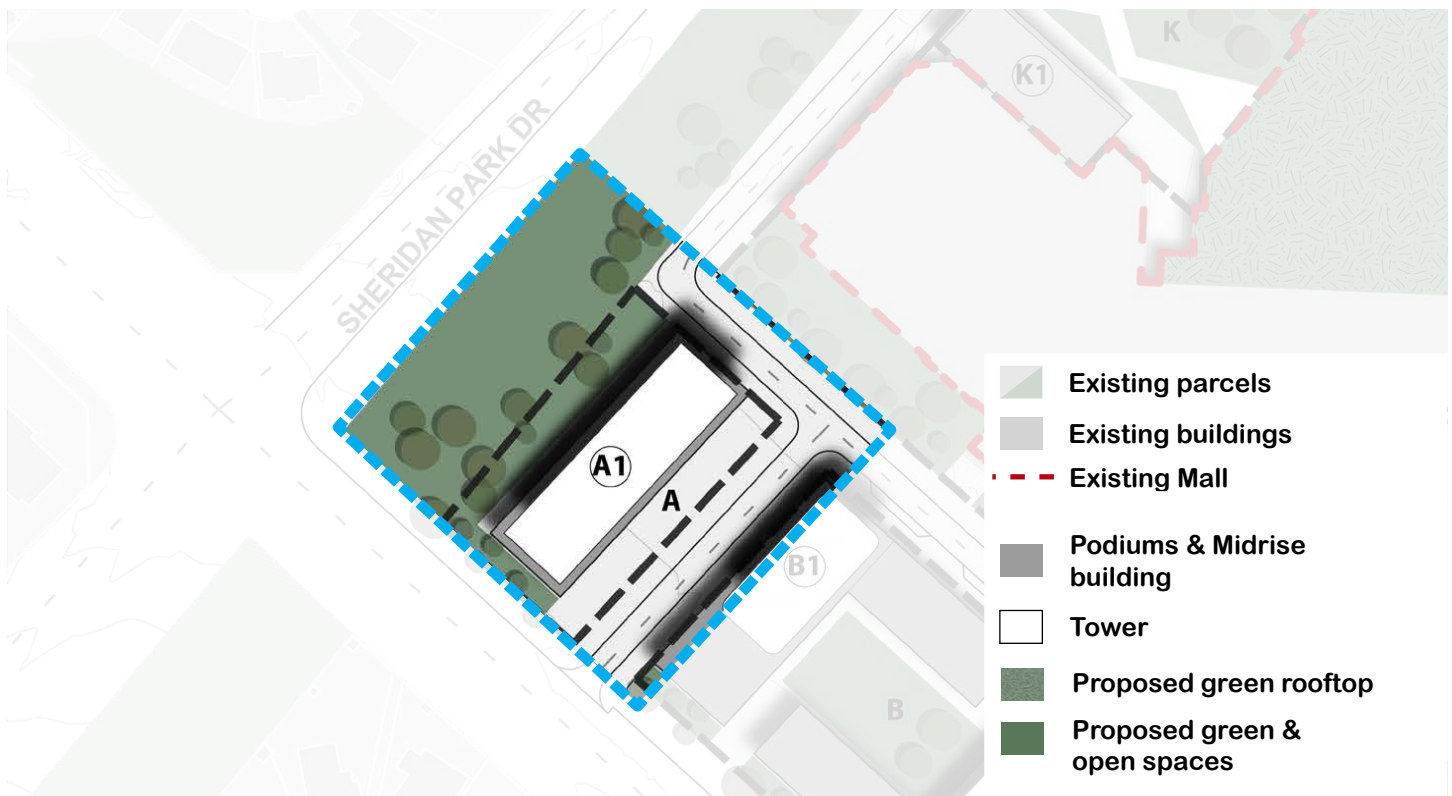 K
K1
SHERIDAN PARK DR
A1
A
B1
B
Existing parcels
Existing buildings
Existing Mall
Podiums & Midrise
building
Tower
Proposed green rooftop
Proposed green &
open spaces